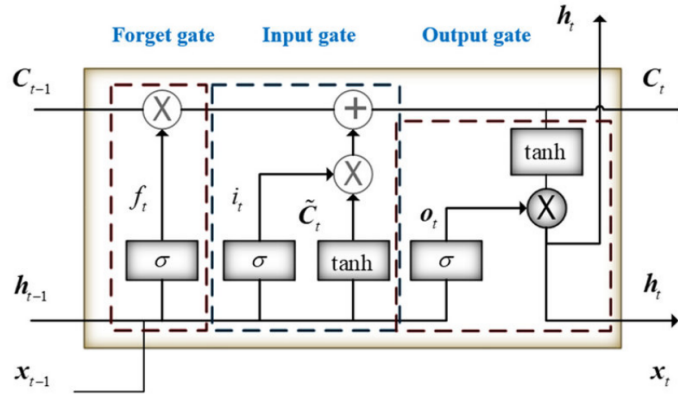 h_t
Forget gate Input gate Output gate
C_{t-1} X + C_t
tanh
X
f_t i_t C̃_t o_t X
σ σ tanh σ
h_{t-1} h_t
x_{t-1} x_t